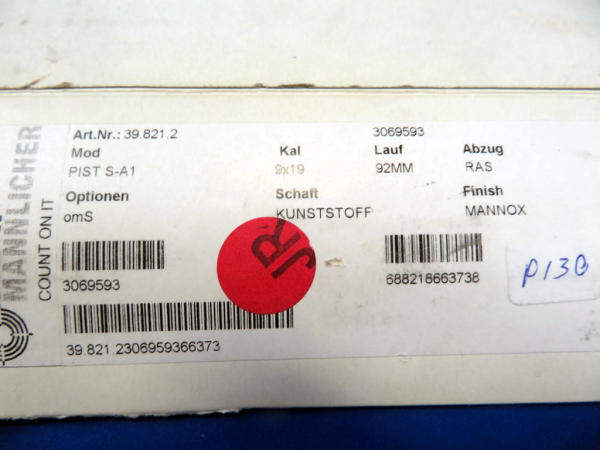 MANNLICHER
COUNT ON IT
Art.Nr.: 39.821.2 3069593
Mod Kal Lauf Abzug
PIST S-A1 9x19 92MM RAS
Optionen Schaft Finish
omS KUNSTSTOFF MANNOX
JR
3069593 688218663738
P13B
39.821.2306959366373